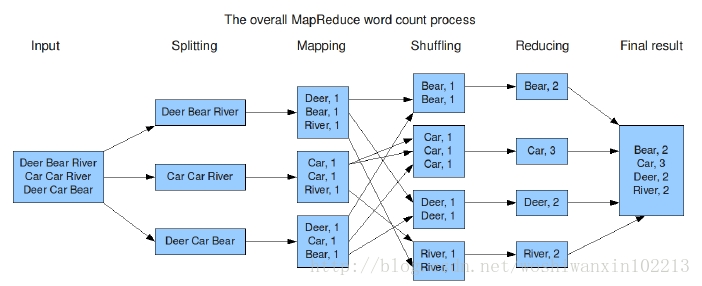 The overall MapReduce word count process
Input
Splitting
Mapping
Shuffling
Reducing
Final result
Deer Bear River
Car Car River
Deer Car Bear
Deer Bear River
Car Car River
Deer Car Bear
Deer, 1
Bear, 1
River, 1
Car, 1
Car, 1
River, 1
Deer, 1
Car, 1
Bear, 1
Bear, 1
Bear, 1
Car, 1
Car, 1
Car, 1
Deer, 1
Deer, 1
River, 1
River, 1
Bear, 2
Car, 3
Deer, 2
River, 2
Bear, 2
Car, 3
Deer, 2
River, 2